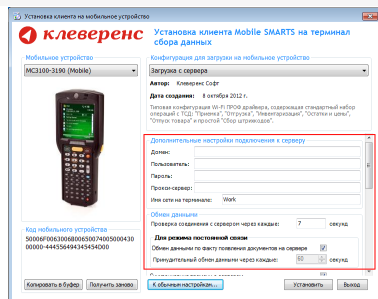 Установка клиента на мобильное устройство
клеверенс
Установка клиента Mobile SMARTS на терминал
сбора данных
Мобильное устройство
MC3100-3190 (Mobile)
Конфигурация для загрузки на мобильное устройство
Загрузка с сервера
Автор: Клеверенс Софт
Дата создания: 8 октября 2012 г.
Типовая конфигурация WI-FI ПРОФ драйвера, содержащая стандартный набор
операций с ТСД: "Приемка", "Отгрузка", "Инвентаризация", "Остатки и цены",
"Отпуск товара" и простой "Сбор штрихкодов".
Дополнительные настройки подключения к серверу
Домен:
Пользователь:
Пароль:
Прокси-сервер:
Имя сети на терминале: Work
Обмен данными
Проверка соединения с сервером через каждые: 7 секунд
Для режима постоянной связи
Обмен данными по факту появления документов на сервере
Принудительный обмен данными через каждые: 60 секунд
Код мобильного устройства
50006F0063006B00650074005000430
00000-444556494345454D00
Копировать в буфер
Получить заново
К обычным настройкам...
Установить
Выход